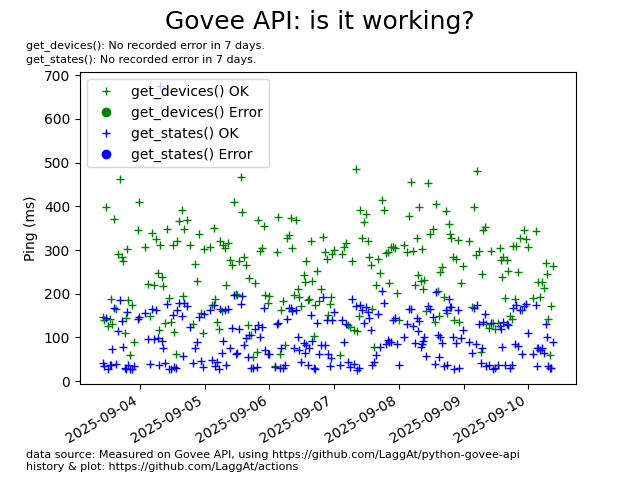 Govee API: is it working?
get_devices(): No recorded error in 7 days.
get_states(): No recorded error in 7 days.
700
600
500
400
300
200
100
0
Ping (ms)
get_devices() OK
get_devices() Error
get_states() OK
get_states() Error
2025-09-04
2025-09-05
2025-09-06
2025-09-07
2025-09-08
2025-09-09
2025-09-10
data source: Measured on Govee API, using https://github.com/LaggAt/python-govee-api
history & plot: https://github.com/LaggAt/actions